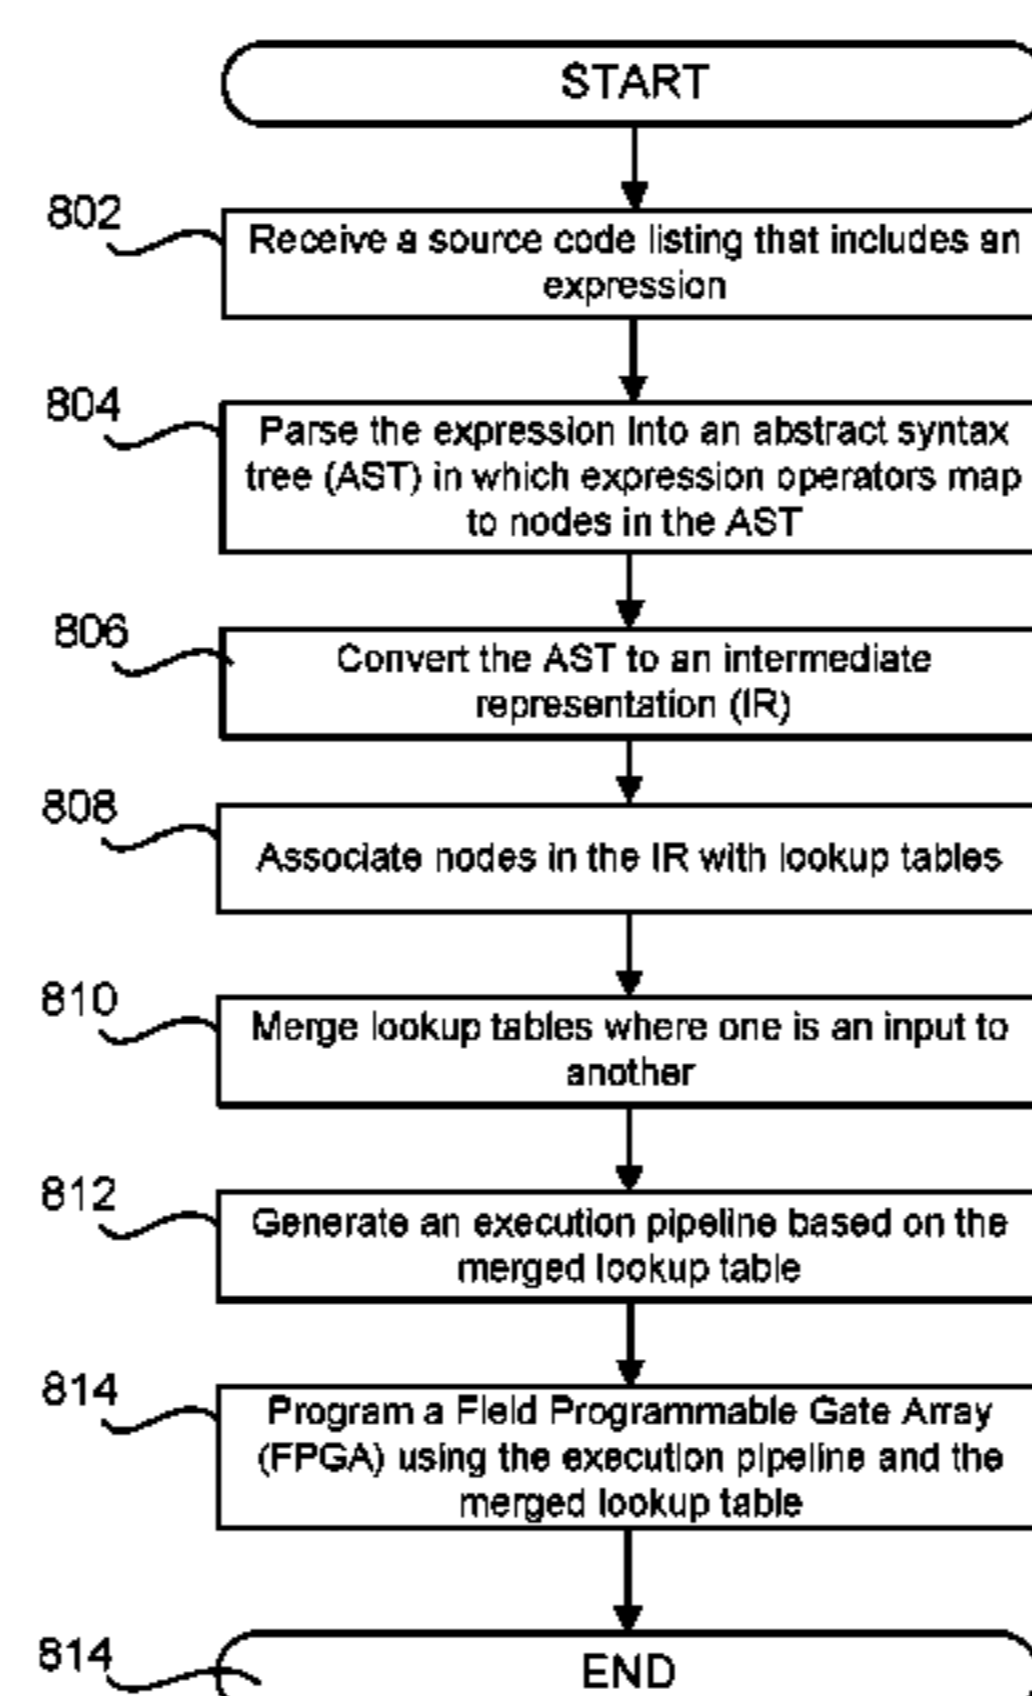 START
802
Receive a source code listing that includes an
expression
804
Parse the expression into an abstract syntax
tree (AST) in which expression operators map
to nodes in the AST
806
Convert the AST to an intermediate
representation (IR)
808
Associate nodes in the IR with lookup tables
810
Merge lookup tables where one is an input to
another
812
Generate an execution pipeline based on the
merged lookup table
814
Program a Field Programmable Gate Array
(FPGA) using the execution pipeline and the
merged lookup table
814
END